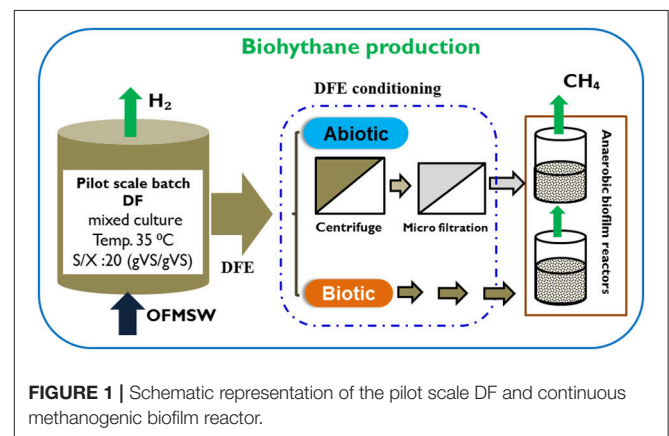 Biohythane production
H2
Pilot scale batch
DF
mixed culture
Temp. 35 ⁰C
S/X :20 (gVS/gVS)
OFMSW
DFE
DFE conditioning
Abiotic
Centrifuge
Micro filtration
Biotic
CH4
Anaerobic biofilm reactors
FIGURE 1 | Schematic representation of the pilot scale DF and continuous
methanogenic biofilm reactor.